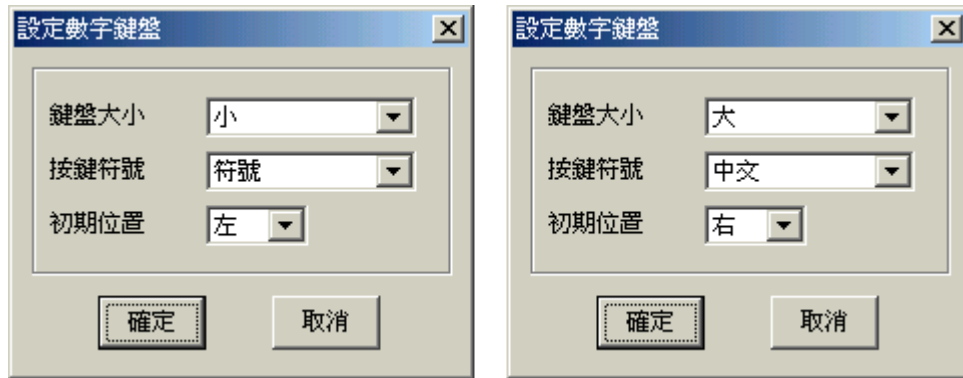 設定數字鍵盤
鍵盤大小 小
按鍵符號 符號
初期位置 左
確定 取消
設定數字鍵盤
鍵盤大小 大
按鍵符號 中文
初期位置 右
確定 取消